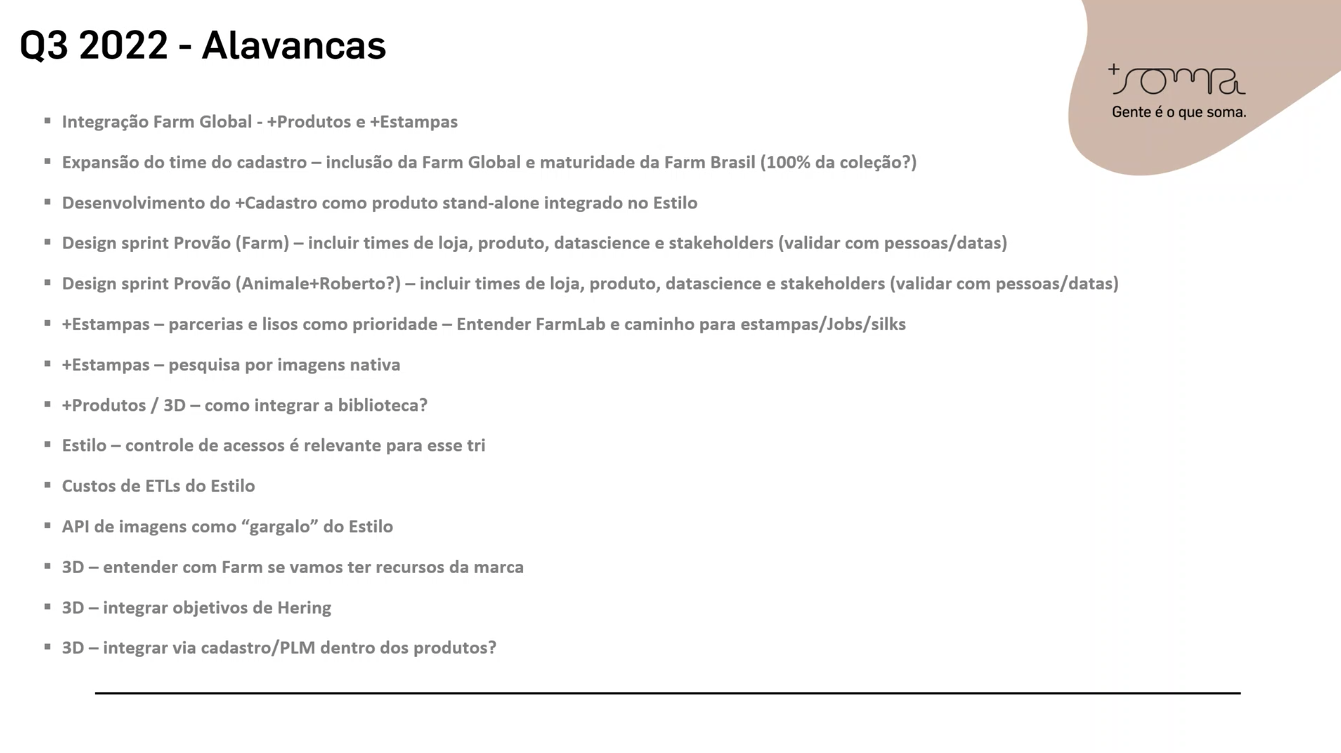 Q3 2022 - Alavancas
+soma
Gente é o que soma.
▪ Integração Farm Global - +Produtos e +Estampas
▪ Expansão do time do cadastro – inclusão da Farm Global e maturidade da Farm Brasil (100% da coleção?)
▪ Desenvolvimento do +Cadastro como produto stand-alone integrado no Estilo
▪ Design sprint Provão (Farm) – incluir times de loja, produto, datascience e stakeholders (validar com pessoas/datas)
▪ Design sprint Provão (Animale+Roberto?) – incluir times de loja, produto, datascience e stakeholders (validar com pessoas/datas)
▪ +Estampas – parcerias e lisos como prioridade – Entender FarmLab e caminho para estampas/Jobs/silks
▪ +Estampas – pesquisa por imagens nativa
▪ +Produtos / 3D – como integrar a biblioteca?
▪ Estilo – controle de acessos é relevante para esse tri
▪ Custos de ETLs do Estilo
▪ API de imagens como “gargalo” do Estilo
▪ 3D – entender com Farm se vamos ter recursos da marca
▪ 3D – integrar objetivos de Hering
▪ 3D – integrar via cadastro/PLM dentro dos produtos?